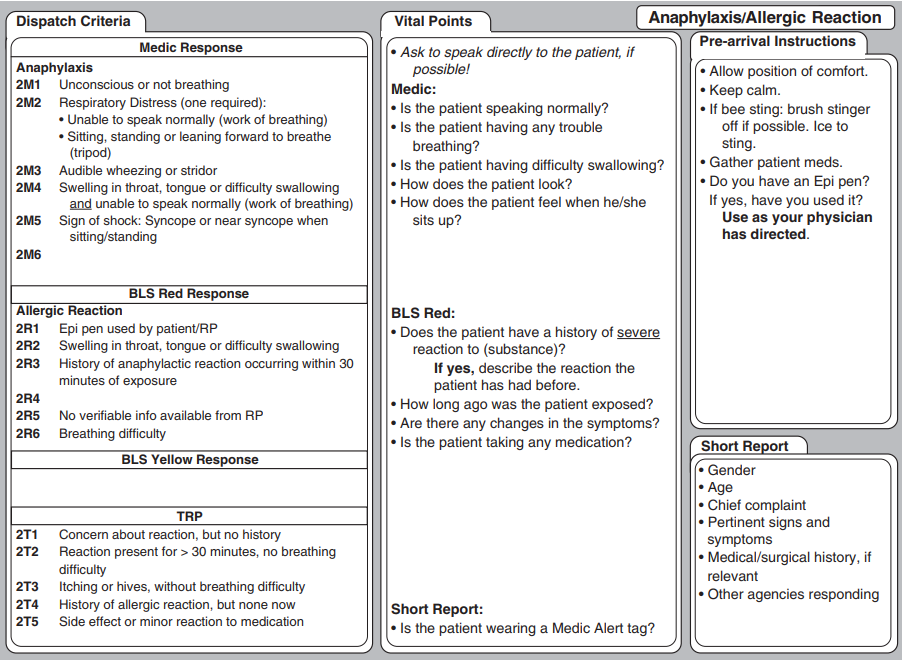 Anaphylaxis/Allergic Reaction
Dispatch Criteria
Medic Response
Anaphylaxis
2M1 Unconscious or not breathing
2M2 Respiratory Distress (one required):
• Unable to speak normally (work of breathing)
• Sitting, standing or leaning forward to breathe
(tripod)
2M3 Audible wheezing or stridor
2M4 Swelling in throat, tongue or difficulty swallowing
and unable to speak normally (work of breathing)
2M5 Sign of shock: Syncope or near syncope when
sitting/standing
2M6
BLS Red Response
Allergic Reaction
2R1 Epi pen used by patient/RP
2R2 Swelling in throat, tongue or difficulty swallowing
2R3 History of anaphylactic reaction occurring within 30
minutes of exposure
2R4
2R5 No verifiable info available from RP
2R6 Breathing difficulty
BLS Yellow Response
TRP
2T1 Concern about reaction, but no history
2T2 Reaction present for > 30 minutes, no breathing
difficulty
2T3 Itching or hives, without breathing difficulty
2T4 History of allergic reaction, but none now
2T5 Side effect or minor reaction to medication
Vital Points
• Ask to speak directly to the patient, if
possible!
Medic:
• Is the patient speaking normally?
• Is the patient having any trouble
breathing?
• Is the patient having difficulty swallowing?
• How does the patient look?
• How does the patient feel when he/she
sits up?
BLS Red:
• Does the patient have a history of severe
reaction to (substance)?
If yes, describe the reaction the
patient has had before.
• How long ago was the patient exposed?
• Are there any changes in the symptoms?
• Is the patient taking any medication?
Short Report:
• Is the patient wearing a Medic Alert tag?
Pre-arrival Instructions
• Allow position of comfort.
• Keep calm.
• If bee sting: brush stinger
off if possible. Ice to
sting.
• Gather patient meds.
• Do you have an Epi pen?
If yes, have you used it?
Use as your physician
has directed.
Short Report
• Gender
• Age
• Chief complaint
• Pertinent signs and
symptoms
• Medical/surgical history, if
relevant
• Other agencies responding